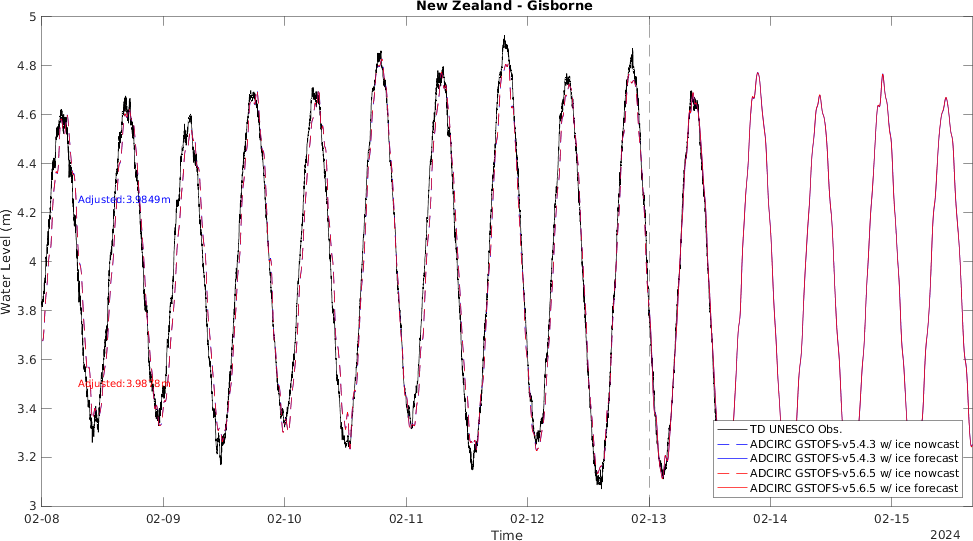 New Zealand - Gisborne
Water Level (m)
5
4.8
4.6
4.4
4.2
4
3.8
3.6
3.4
3.2
3
Adjusted:3.9849m
TD UNESCO Obs.
ADCIRC GSTOFS-v5.4.3 w/ ice nowcast
ADCIRC GSTOFS-v5.4.3 w/ ice forecast
ADCIRC GSTOFS-v5.6.5 w/ ice nowcast
ADCIRC GSTOFS-v5.6.5 w/ ice forecast
02-08 02-09 02-10 02-11 02-12 02-13 02-14 02-15
Time
2024